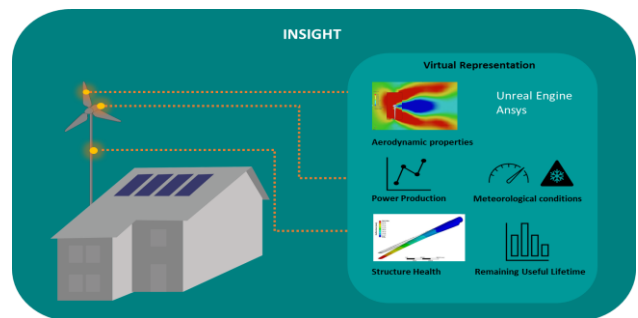 INSIGHT
Virtual Representation
Unreal Engine
Ansys
Aerodynamic properties
Power Production
Meteorological conditions
Structure Health
Remaining Useful Lifetime